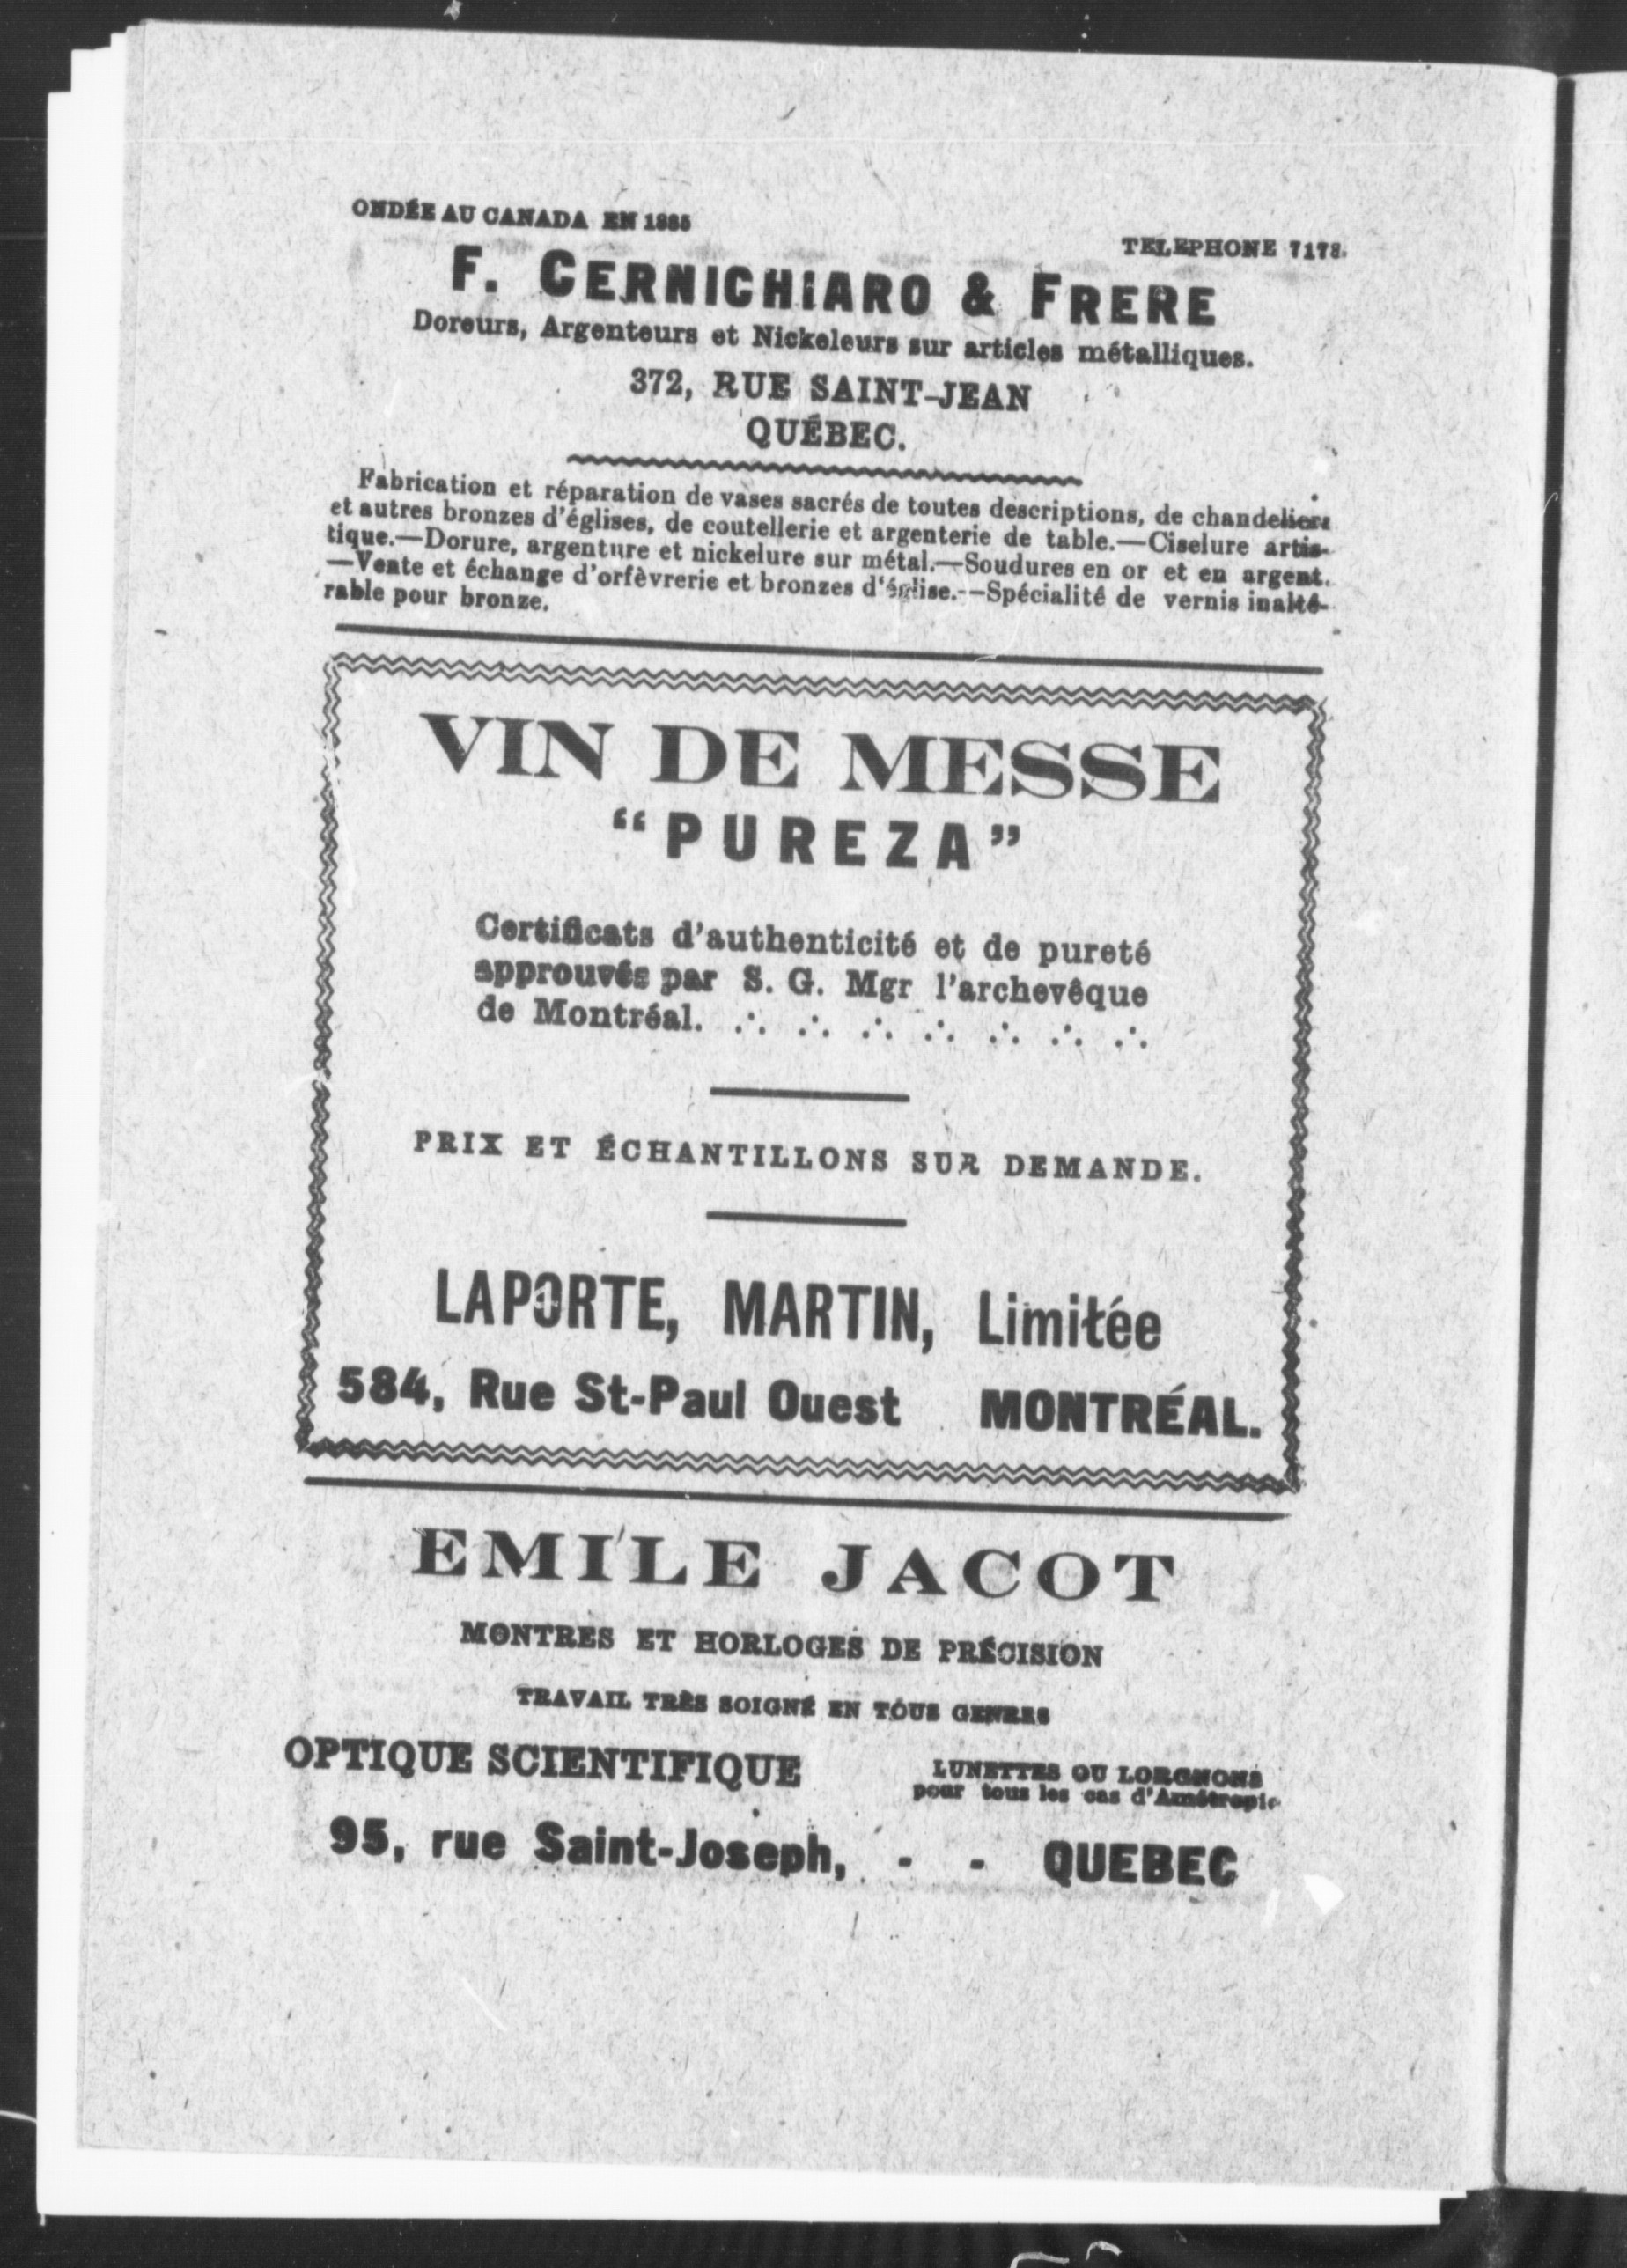 ONDÉE AU CANADA EN 1885
TELEPHONE 7178.
F. CERNICHIARO & FRERE
Doreurs, Argenteurs et Nickeleurs sur articles métalliques.
372, RUE SAINT-JEAN
QUÉBEC.
Fabrication et réparation de vases sacrés de toutes descriptions, de chandeliers
et autres bronzes d'églises, de coutellerie et argenterie de table.—Ciselure artis-
tique.—Dorure, argenture et nickelure sur métal.—Soudures en or et en argent.
—Vente et échange d'orfèvrerie et bronzes d'église.--Spécialité de vernis inalté-
rable pour bronze.
VIN DE MESSE
“PUREZA”
Certificats d'authenticité et de pureté
approuvés par S. G. Mgr l'archevêque
de Montréal. ∴ ∴ ∴ ∴ ∴ ∴ ∴
PRIX ET ÉCHANTILLONS SUR DEMANDE.
LAPORTE, MARTIN, Limitée
584, Rue St-Paul Ouest MONTRÉAL.
EMILE JACOT
MONTRES ET HORLOGES DE PRÉCISION
TRAVAIL TRÈS SOIGNÉ EN TOUS GENRES
OPTIQUE SCIENTIFIQUE
LUNETTES OU LORGNONS
pour tous les cas d'Amétropie
95, rue Saint-Joseph, - - QUEBEC